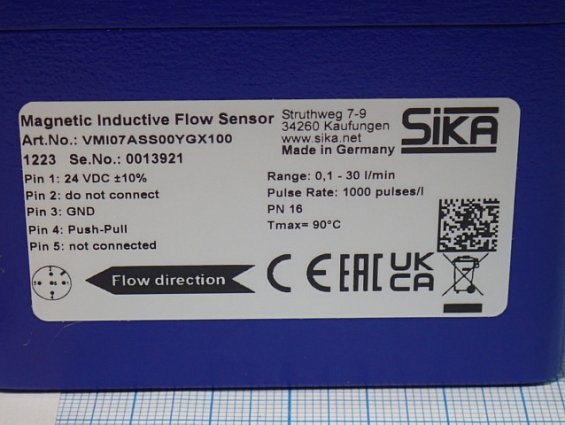 Magnetic Inductive Flow Sensor
Art.No.: VMI07ASS00YGX100
1223 Se.No.: 0013921
Struthweg 7-9
34260 Kaufungen
www.sika.net
Made in Germany
SIKA
Pin 1: 24 VDC ±10%
Pin 2: do not connect
Pin 3: GND
Pin 4: Push-Pull
Pin 5: not connected
Range: 0,1 - 30 l/min
Pulse Rate: 1000 pulses/l
PN 16
Tmax= 90°C
Flow direction
CE EAC UK
CA